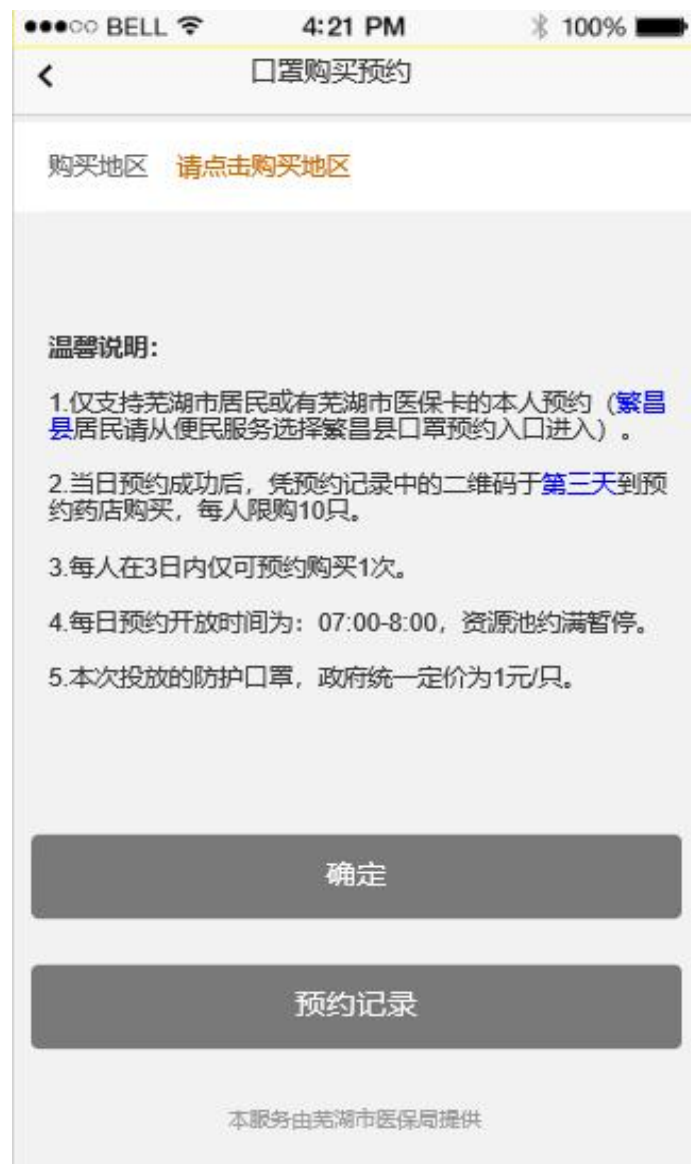 BELL 4:21 PM 100%
口罩购买预约
购买地区 请点击购买地区
温馨说明：
1.仅支持芜湖市居民或有芜湖市医保卡的本人预约（繁昌
县居民请从便民服务选择繁昌县口罩预约入口进入）。
2.当日预约成功后，凭预约记录中的二维码于第三天到预
约药店购买，每人限购10只。
3.每人在3日内仅可预约购买1次。
4.每日预约开放时间为：07:00-8:00，资源池约满暂停。
5.本次投放的防护口罩，政府统一定价为1元/只。
确定
预约记录
本服务由芜湖市医保局提供